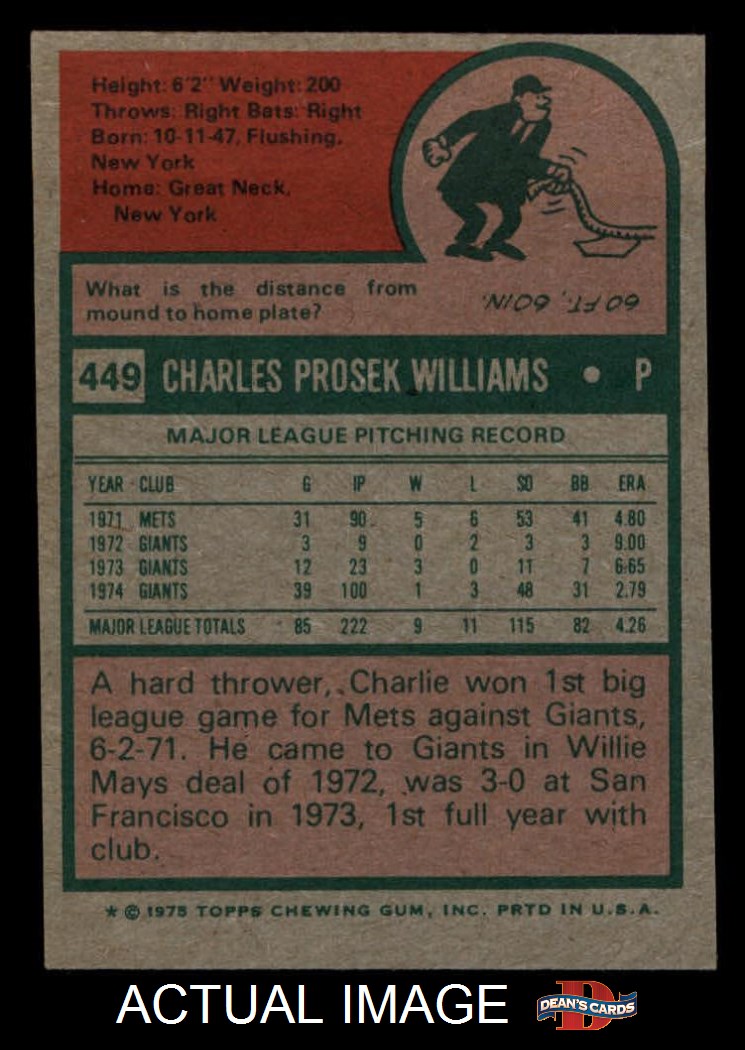 Height: 6'2" Weight: 200
Throws: Right Bats: Right
Born: 10-11-47, Flushing,
New York
Home: Great Neck,
New York
What is the distance from
mound to home plate?
60 FT., 60IN.
449 CHARLES PROSEK WILLIAMS • P
MAJOR LEAGUE PITCHING RECORD
YEAR CLUB G IP W L SO BB ERA
1971 METS 31 90 5 6 53 41 4.80
1972 GIANTS 3 9 0 2 3 3 9.00
1973 GIANTS 12 23 3 0 11 7 6.65
1974 GIANTS 39 100 1 3 48 31 2.79
MAJOR LEAGUE TOTALS 85 222 9 11 115 82 4.26
A hard thrower, Charlie won 1st big
league game for Mets against Giants,
6-2-71. He came to Giants in Willie
Mays deal of 1972, was 3-0 at San
Francisco in 1973, 1st full year with
club.
* © 1975 TOPPS CHEWING GUM, INC. PRTD IN U.S.A.
ACTUAL IMAGE DEAN'S CARDS